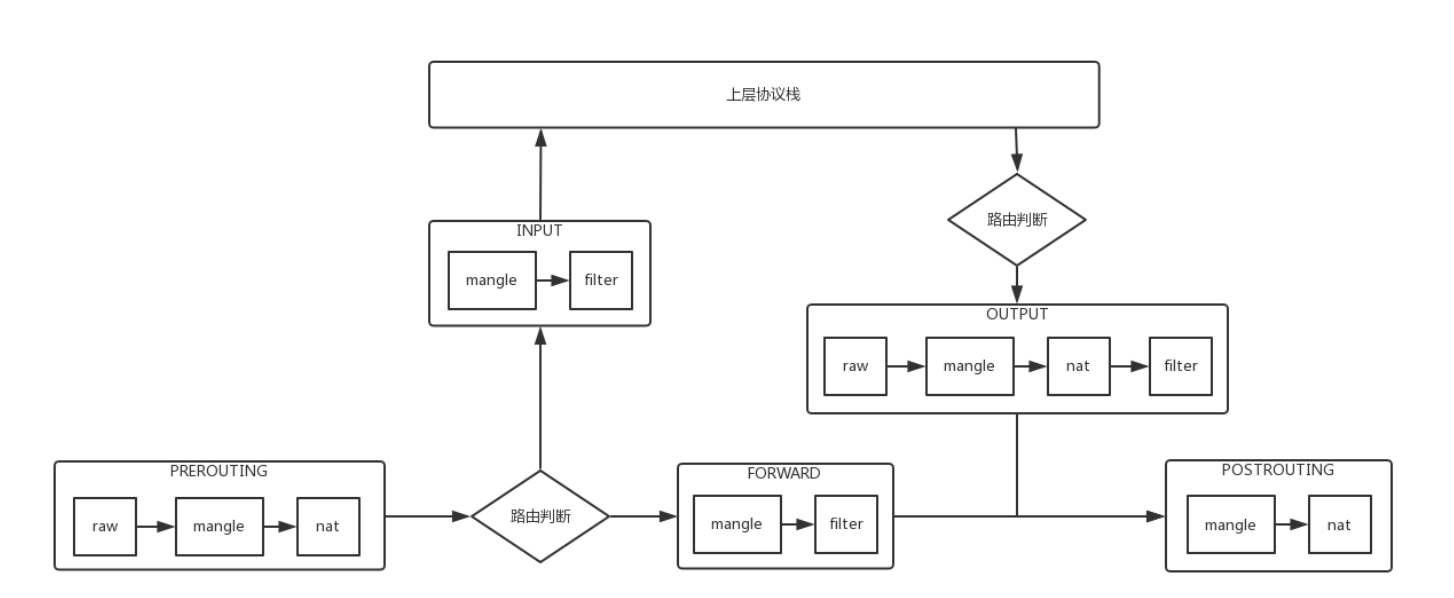 上层协议栈
路由判断
INPUT
mangle
filter
OUTPUT
raw
mangle
nat
filter
PREROUTING
raw
mangle
nat
路由判断
FORWARD
mangle
filter
POSTROUTING
mangle
nat